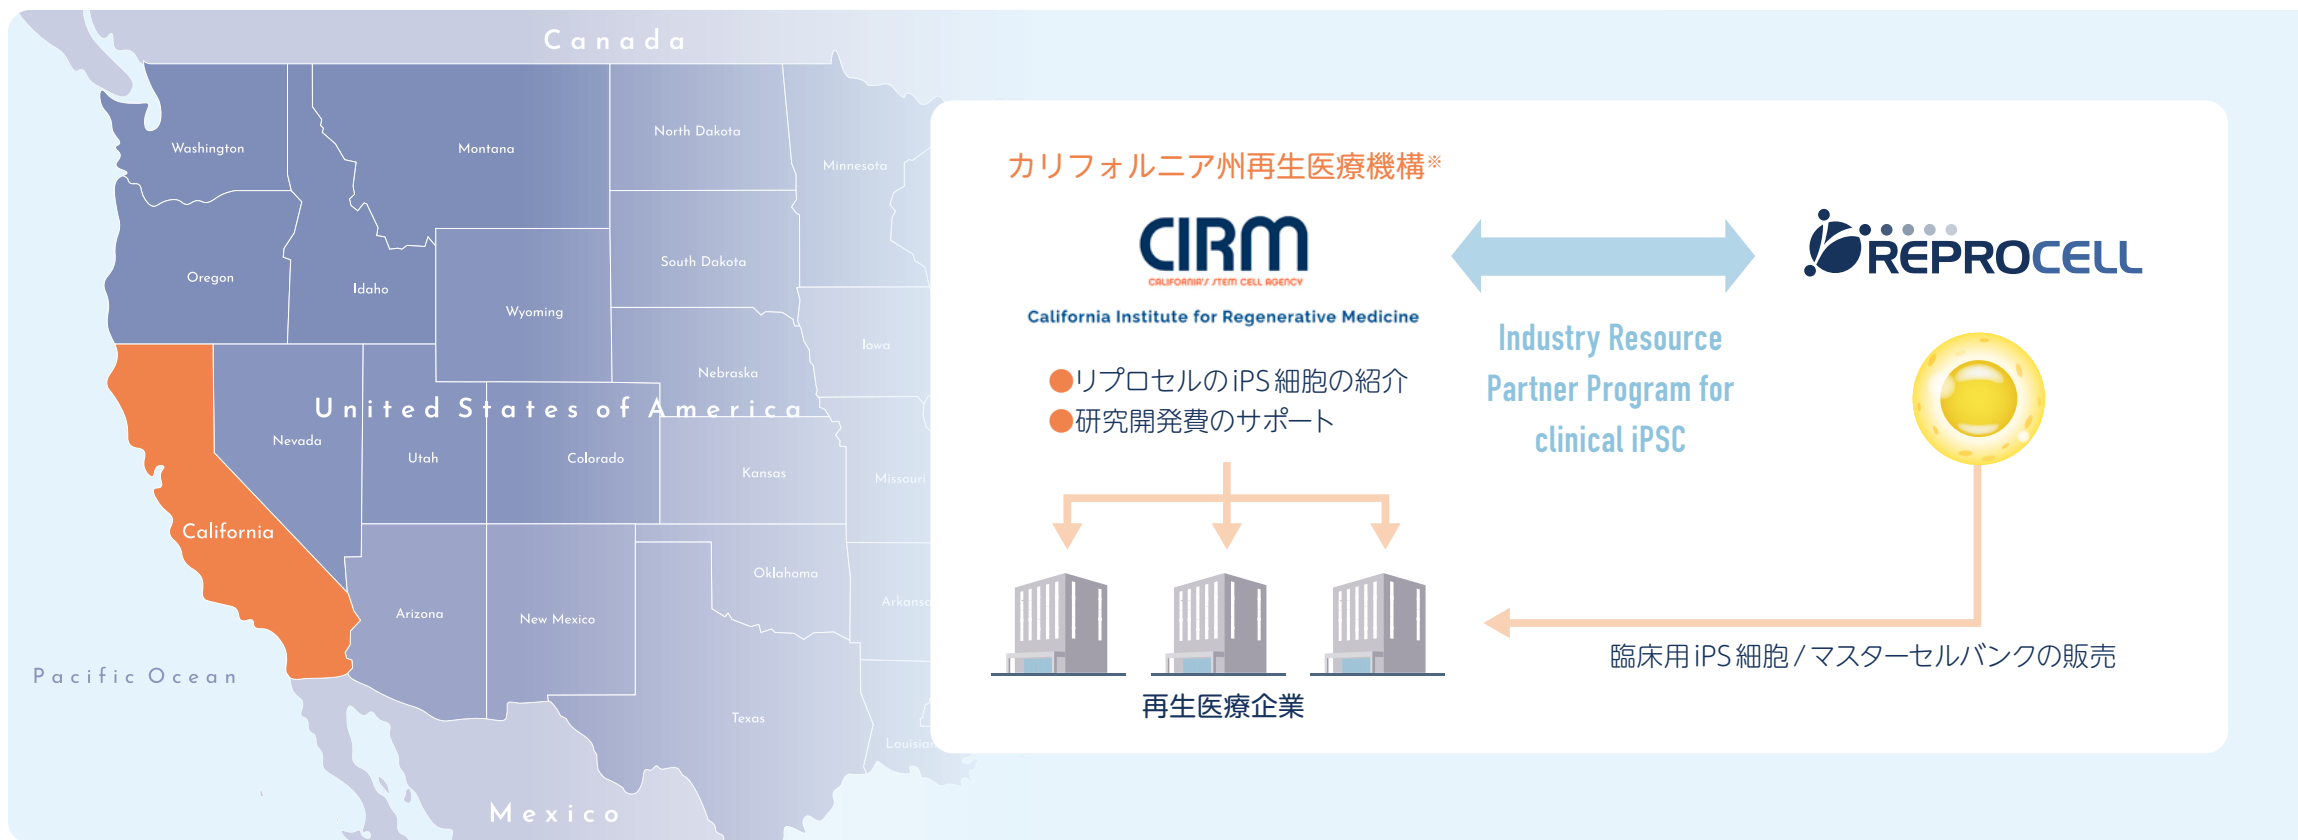 Canada
Washington
Montana
North Dakota
Minnesota
Oregon
Idaho
Wyoming
South Dakota
Iowa
Nebraska
United States of America
Nevada
Utah
Colorado
Kansas
Missouri
California
Arizona
New Mexico
Oklahoma
Texas
Pacific Ocean
Mexico
カリフォルニア州再生医療機構※
CIRM
CALIFORNIA'S STEM CELL AGENCY
California Institute for Regenerative Medicine
●リプロセルのiPS細胞の紹介
●研究開発費のサポート
再生医療企業
Industry Resource
Partner Program for
clinical iPSC
REPROCELL
臨床用iPS細胞/マスターセルバンクの販売